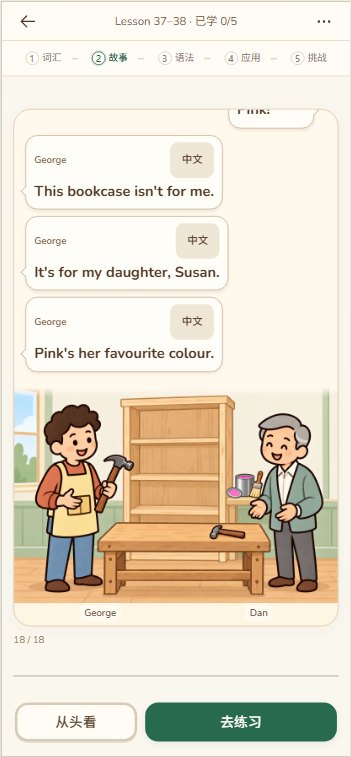 Lesson 37–38 · 已学 0/5
1 词汇 – 2 故事 – 3 语法 – 4 应用 – 5 挑战
Pink!
George
中文
This bookcase isn't for me.
George
中文
It's for my daughter, Susan.
George
中文
Pink's her favourite colour.
George
Dan
18 / 18
从头看
去练习